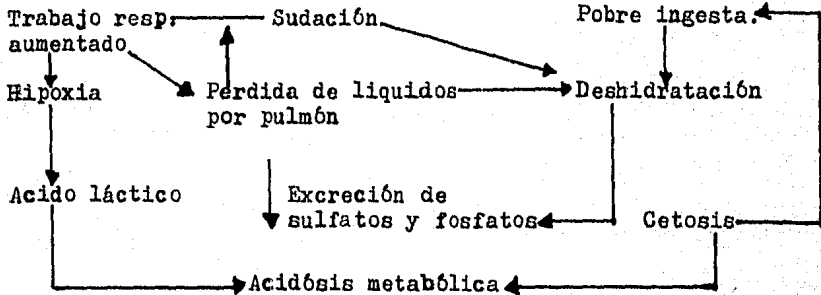 Trabajo resp. Sudación Pobre ingesta.
aumentado
Hipoxia Perdida de liquidos Deshidratación
por pulmón
Acido láctico Excreción de
sulfatos y fosfatos Cetosis
Acidósis metabólica